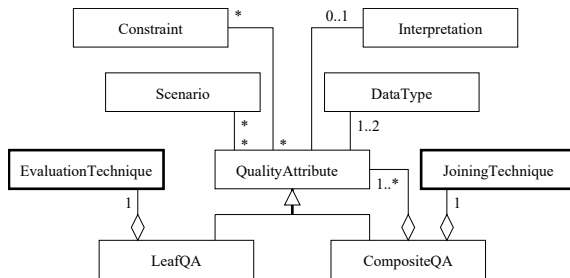 Constraint
*
0..1
Interpretation
Scenario
DataType
*
*
*
1..2
EvaluationTechnique
QualityAttribute
JoiningTechnique
1
1..*
1
LeafQA
CompositeQA